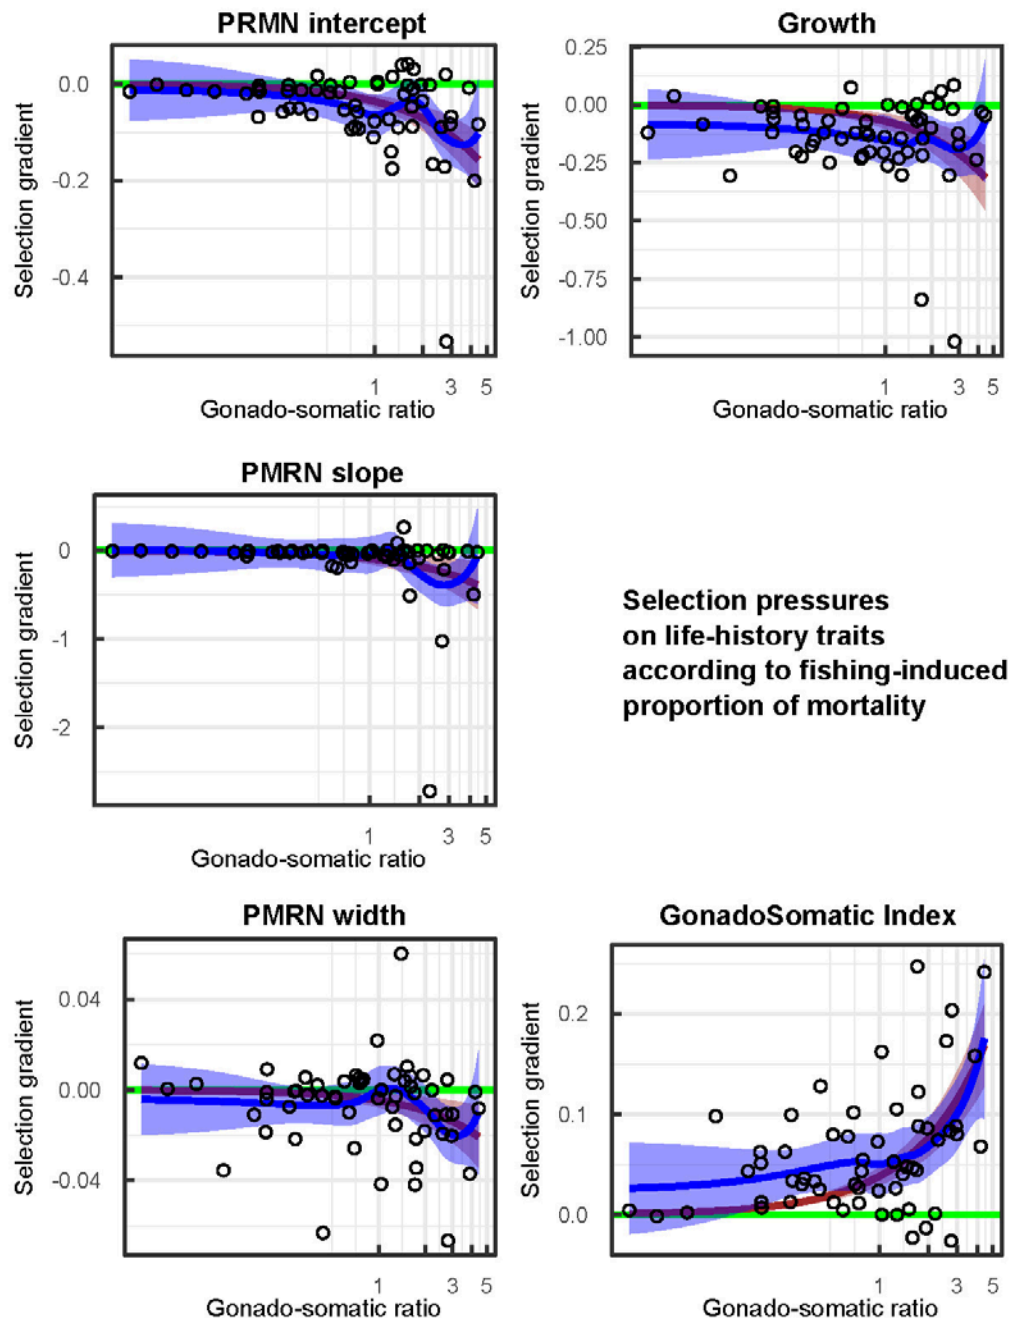 PRMN intercept
Growth
Selection gradient
0.0
-0.2
-0.4
1
3
5
Gonado-somatic ratio
Selection gradient
0.25
0.00
-0.25
-0.50
-0.75
-1.00
1
3
5
Gonado-somatic ratio
PMRN slope
Selection gradient
0
-1
-2
1
3
5
Gonado-somatic ratio
Selection pressures
on life-history traits
according to fishing-induced
proportion of mortality
PMRN width
GonadoSomatic Index
Selection gradient
0.04
0.00
-0.04
1
3
5
Gonado-somatic ratio
Selection gradient
0.2
0.1
0.0
1
3
5
Gonado-somatic ratio